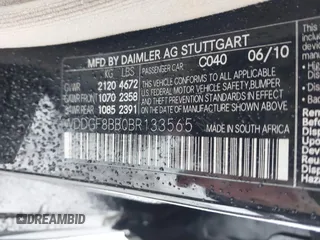 MFD BY DAIMLER AG STUTTGART
KG LBS PASSENGER CAR C040 06/10
GVWR 2120 4672 THIS VEHICLE CONFORMS TO ALL APPLICABLE
GAWR FRONT 1070 2358 U.S. FEDERAL MOTOR VEHICLE SAFETY,
GAWR REAR 1085 2391 BUMPER, AND THEFT PREVENTION STANDARDS
IN EFFECT ON THE DATE OF MANUFACTURE
SHOWN ABOVE
WDDGF8BB0BR133565
MADE IN SOUTH AFRICA
DREAMBID